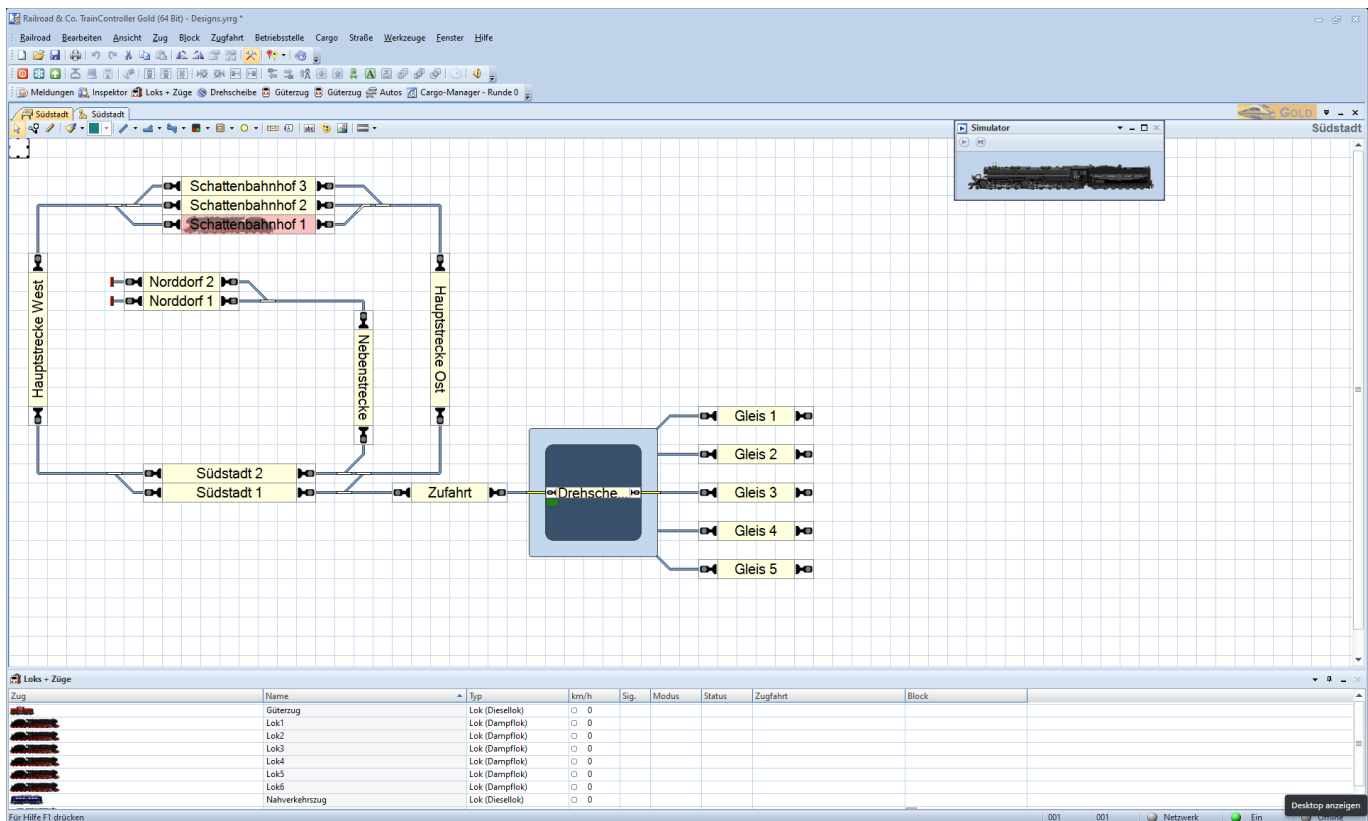 Railroad & Co. TrainController Gold (64 Bit) - Designs.yrrg *
Railroad Bearbeiten Ansicht Zug Block Zugfahrt Betriebsstelle Cargo Straße Werkzeuge Fenster Hilfe
Meldungen Inspektor Loks + Züge Drehscheibe Güterzug Güterzug Autos Cargo-Manager - Runde 0
Südstadt Südstadt
GOLD
Südstadt
Simulator
Schattenbahnhof 3
Schattenbahnhof 2
Schattenbahnhof 1
Norddorf 2
Norddorf 1
Hauptstrecke West
Nebenstrecke
Hauptstrecke Ost
Südstadt 2
Südstadt 1
Zufahrt
Drehsche...
Gleis 1
Gleis 2
Gleis 3
Gleis 4
Gleis 5
Loks + Züge
Zug Name Typ km/h Sig. Modus Status Zugfahrt Block
Güterzug Lok (Diesellok) 0
Lok1 Lok (Dampflok) 0
Lok2 Lok (Dampflok) 0
Lok3 Lok (Dampflok) 0
Lok4 Lok (Dampflok) 0
Lok5 Lok (Dampflok) 0
Lok6 Lok (Dampflok) 0
Nahverkehrszug Lok (Diesellok) 0
Desktop anzeigen
Für Hilfe F1 drücken 001 001 Netzwerk Ein